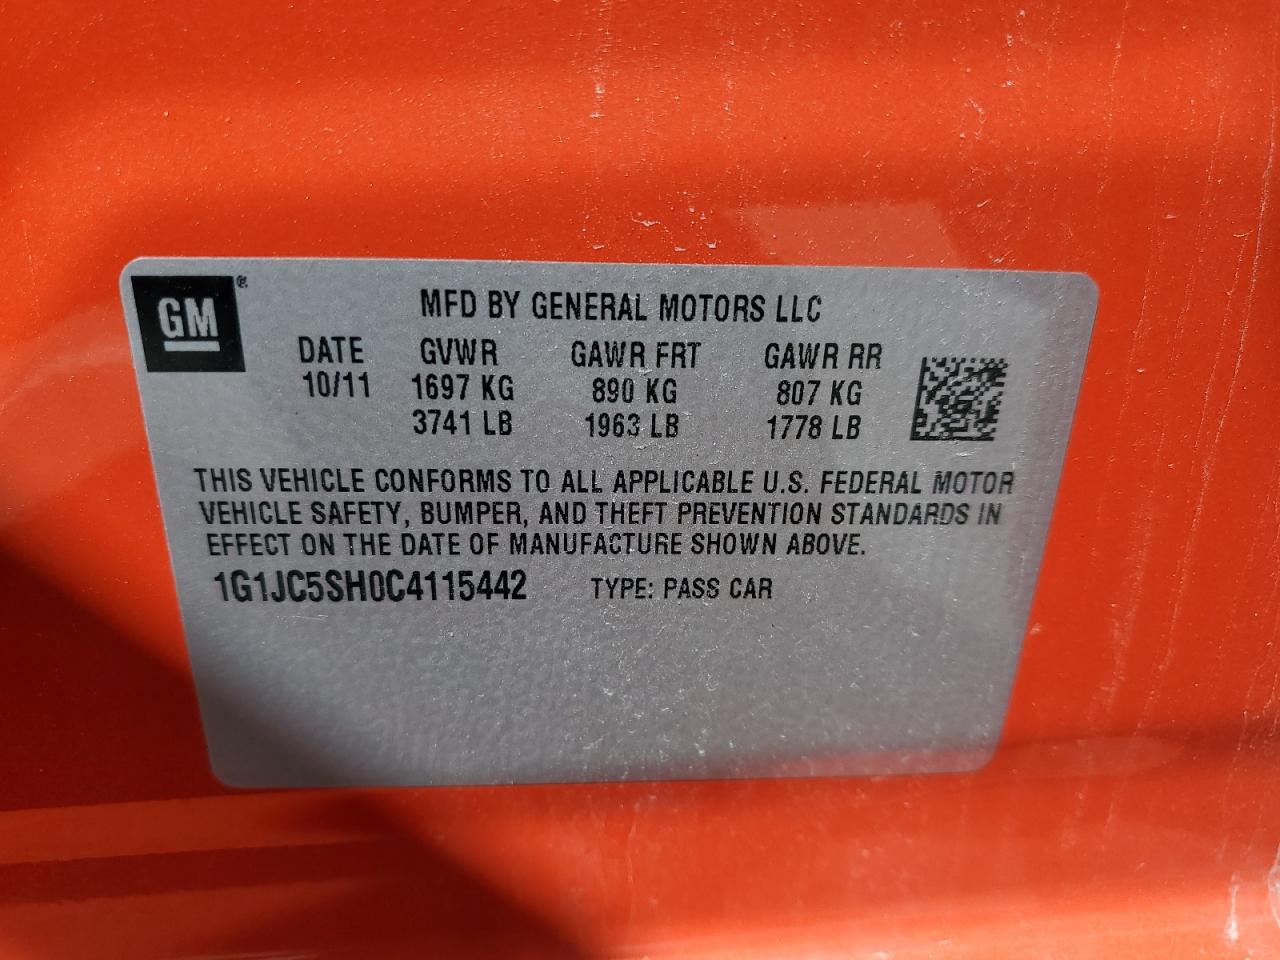 GM®
MFD BY GENERAL MOTORS LLC
DATE GVWR GAWR FRT GAWR RR
10/11 1697 KG 890 KG 807 KG
3741 LB 1963 LB 1778 LB
THIS VEHICLE CONFORMS TO ALL APPLICABLE U.S. FEDERAL MOTOR
VEHICLE SAFETY, BUMPER, AND THEFT PREVENTION STANDARDS IN
EFFECT ON THE DATE OF MANUFACTURE SHOWN ABOVE.
1G1JC5SH0C4115442 TYPE: PASS CAR